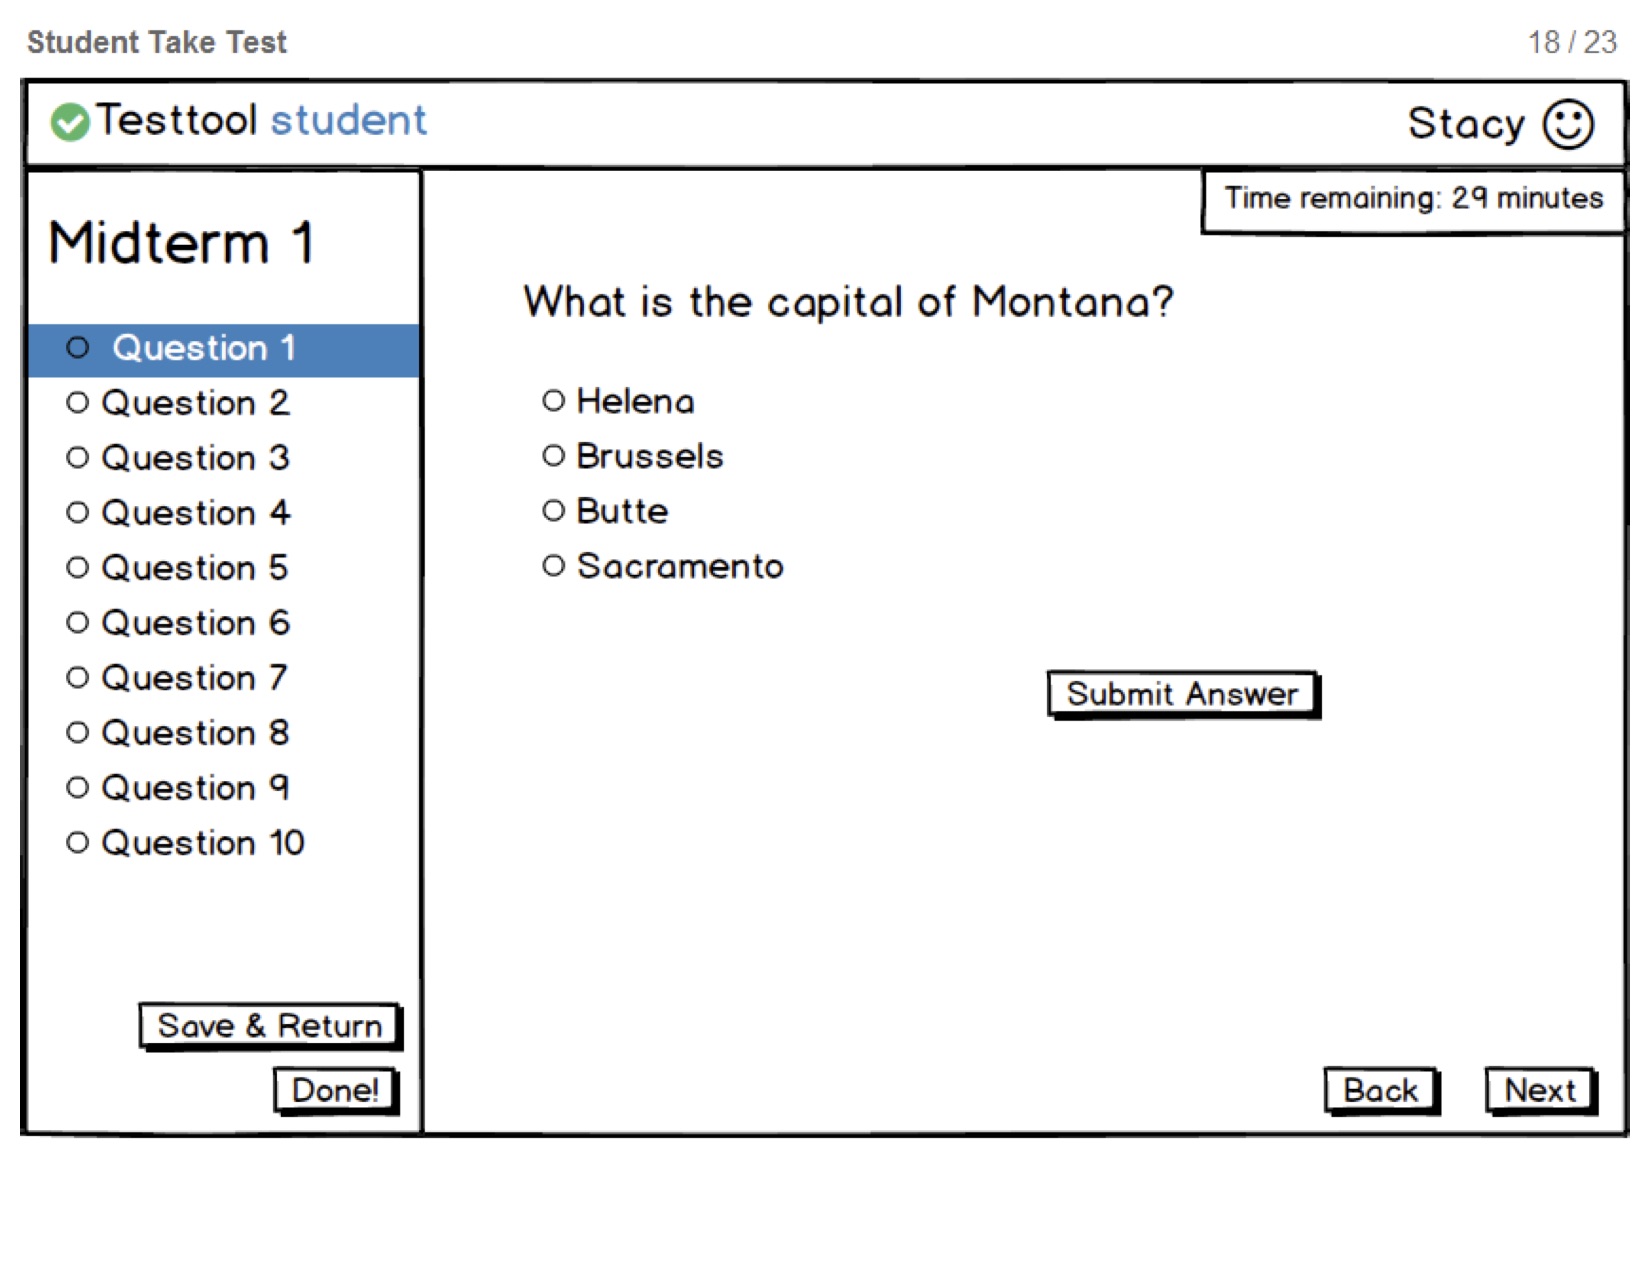 Student Take Test 18 / 23
Testtool student Stacy
Time remaining: 29 minutes
Midterm 1
Question 1
Question 2
Question 3
Question 4
Question 5
Question 6
Question 7
Question 8
Question 9
Question 10
Save & Return
Done!
What is the capital of Montana?
Helena
Brussels
Butte
Sacramento
Submit Answer
Back Next